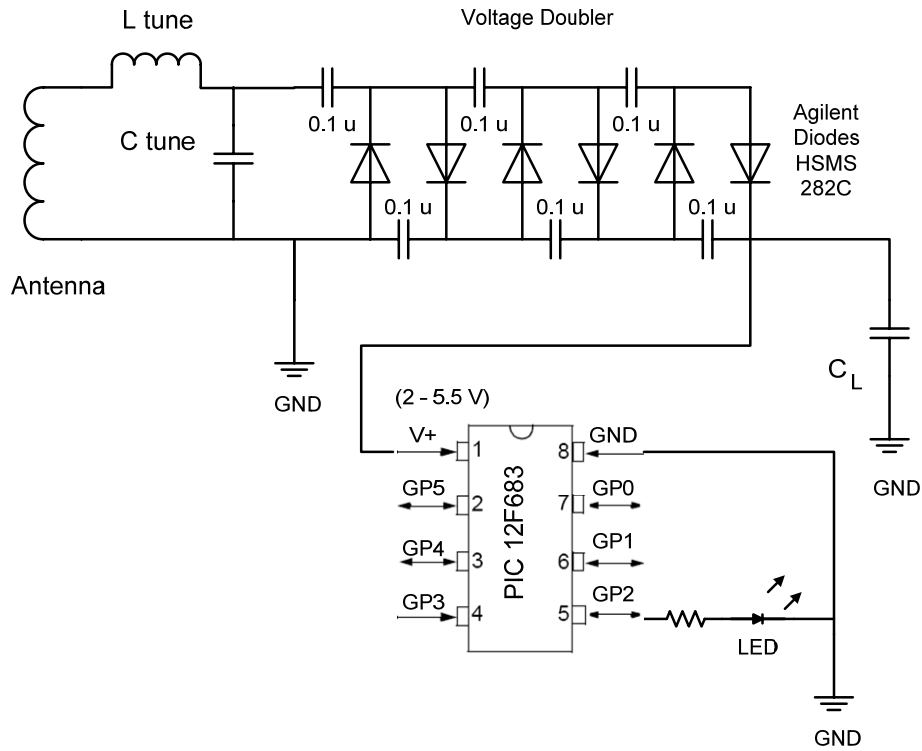 L tune
Voltage Doubler
C tune
0.1 u
0.1 u
0.1 u
Agilent
Diodes
HSMS
282C
0.1 u
0.1 u
0.1 u
Antenna
GND
C L
GND
(2 - 5.5 V)
V+
1
8
GND
GP5
2
7
GP0
GP4
3
6
GP1
GP3
4
5
GP2
PIC 12F683
LED
GND